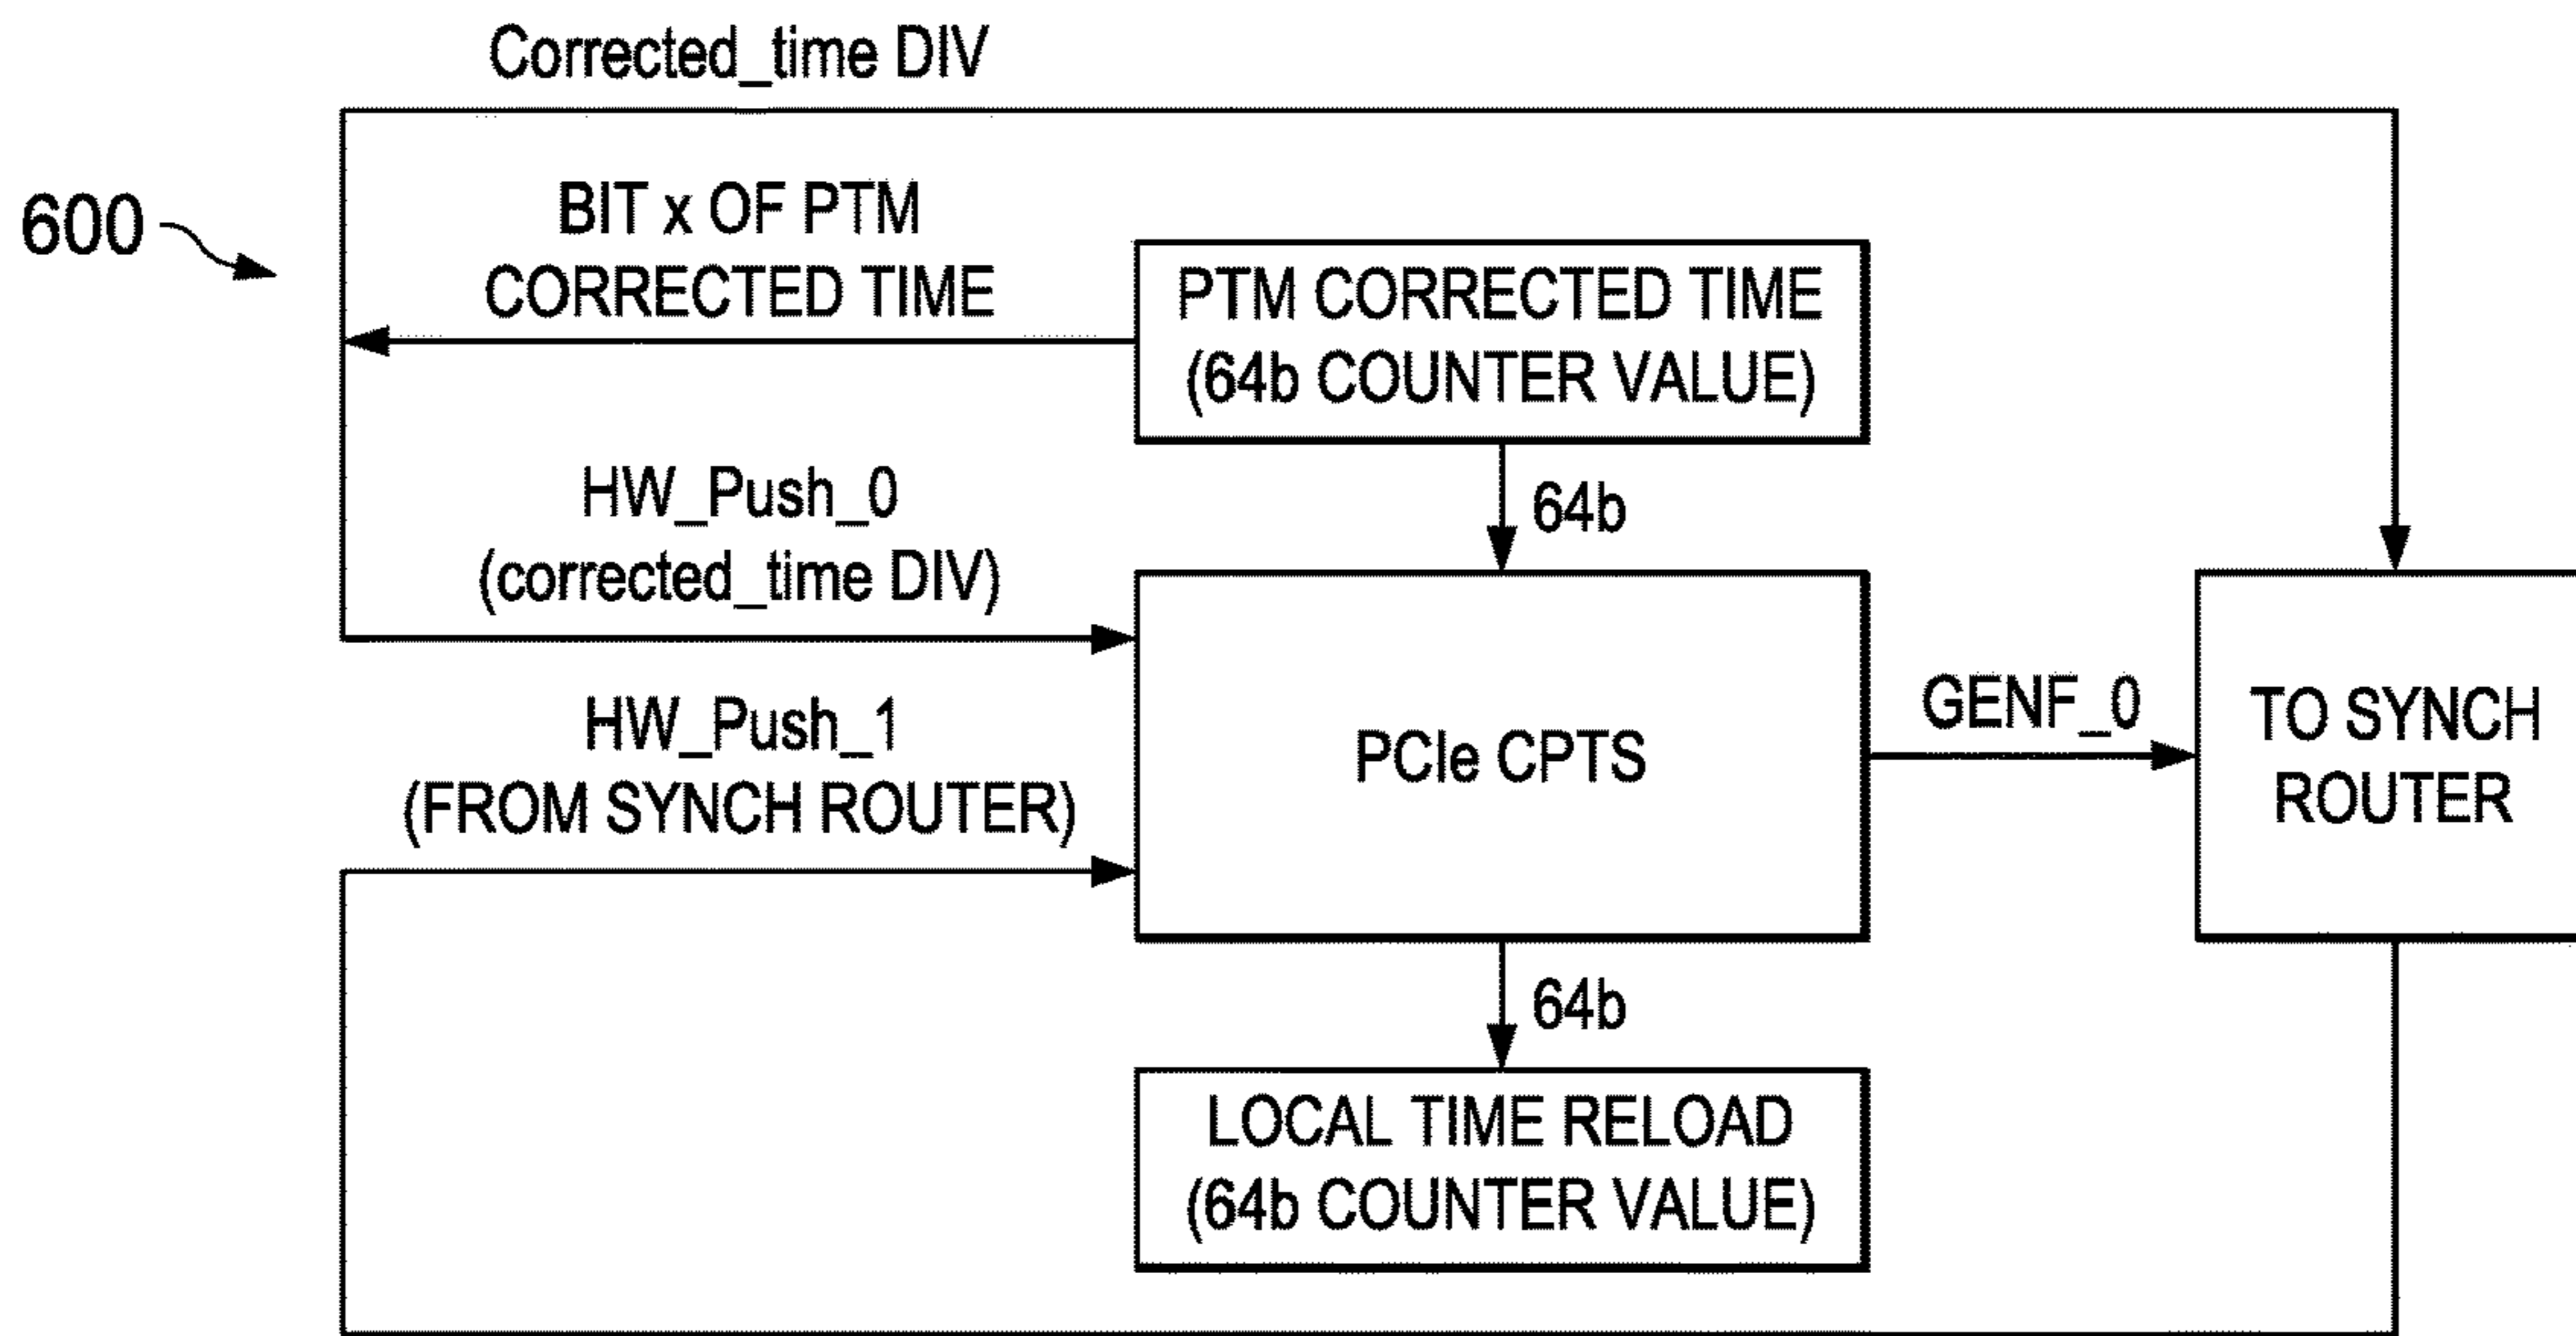 Corrected_time DIV
600
BIT x OF PTM
CORRECTED TIME
PTM CORRECTED TIME
(64b COUNTER VALUE)
HW_Push_0
(corrected_time DIV)
64b
HW_Push_1
(FROM SYNCH ROUTER)
PCIe CPTS
GENF_0
TO SYNCH
ROUTER
64b
LOCAL TIME RELOAD
(64b COUNTER VALUE)